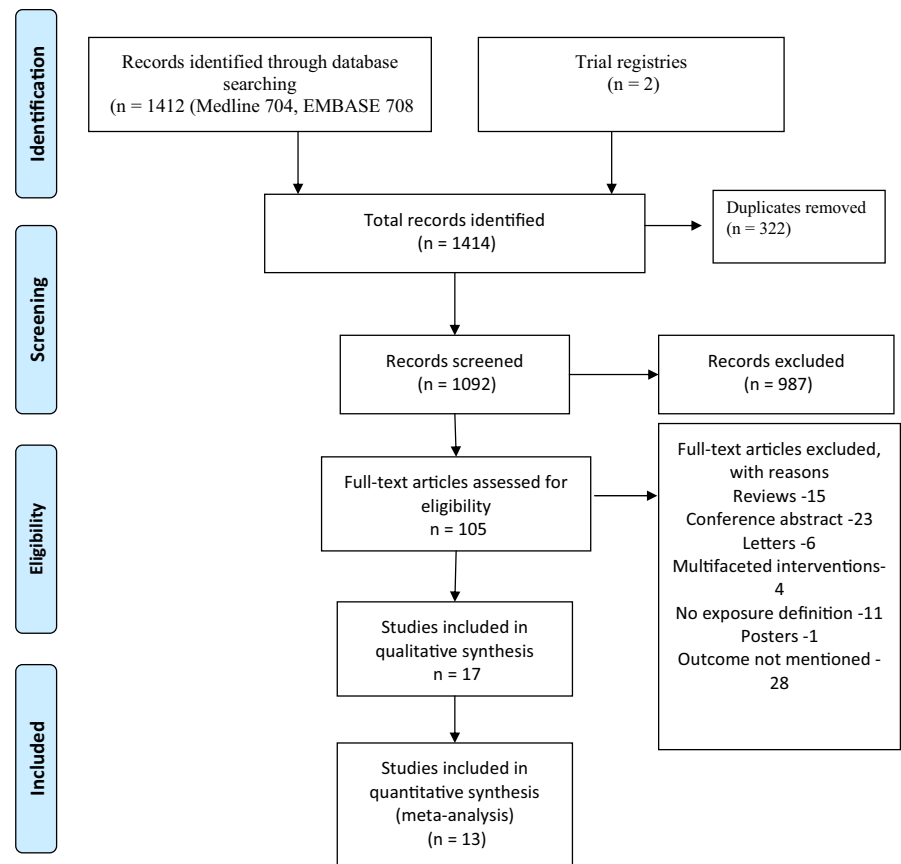 Identification
Records identified through database
searching
(n = 1412 (Medline 704, EMBASE 708
Trial registries
(n = 2)
Total records identified
(n = 1414)
Duplicates removed
(n = 322)
Screening
Records screened
(n = 1092)
Records excluded
(n = 987)
Eligibility
Full-text articles assessed for
eligibility
n = 105
Full-text articles excluded,
with reasons
Reviews -15
Conference abstract -23
Letters -6
Multifaceted interventions-
4
No exposure definition -11
Posters -1
Outcome not mentioned -
28
Studies included in
qualitative synthesis
n = 17
Included
Studies included in
quantitative synthesis
(meta-analysis)
(n = 13)